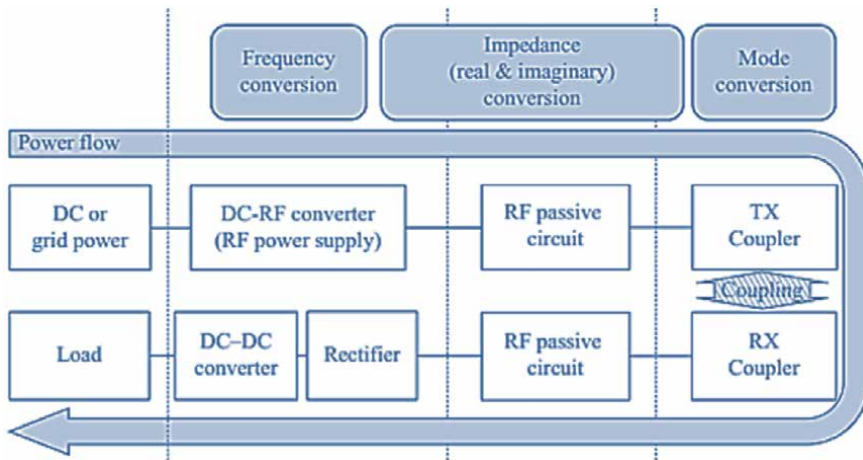 Frequency
conversion
Impedance
(real & imaginary)
conversion
Mode
conversion
Power flow
DC or
grid power
DC-RF converter
(RF power supply)
RF passive
circuit
TX
Coupler
Coupling
Load
DC–DC
converter
Rectifier
RF passive
circuit
RX
Coupler